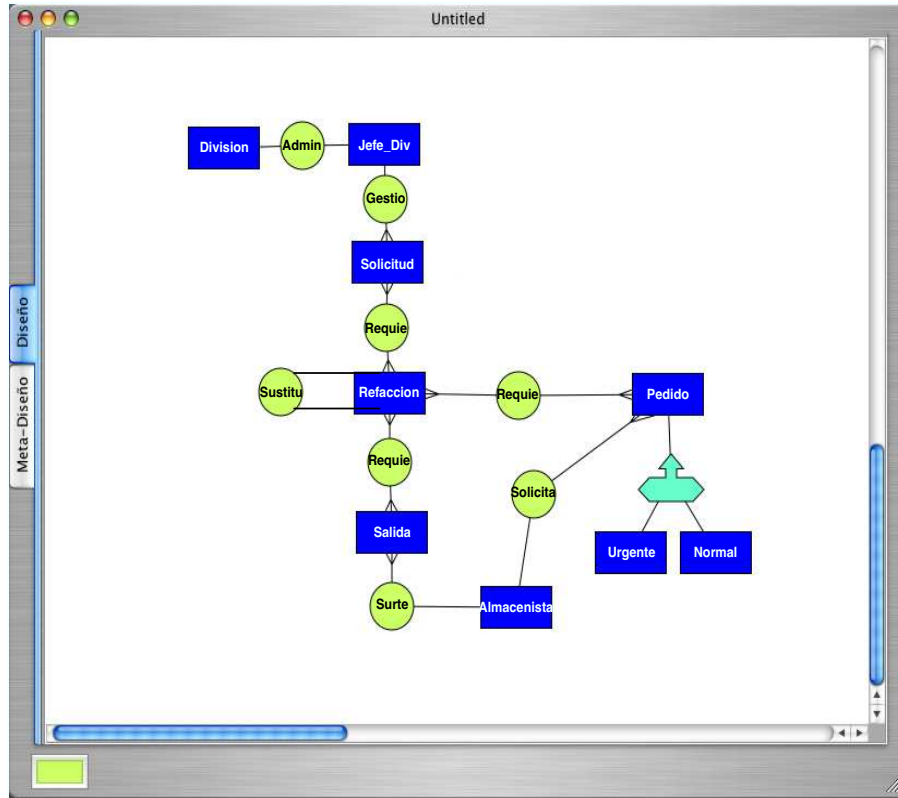 Untitled
Diseño
Meta-Diseño
Division
Admin
Jefe_Div
Gestio
Solicitud
Requie
Sustitu
Refaccion
Requie
Pedido
Requie
Solicita
Salida
Urgente
Normal
Surte
Almacenista